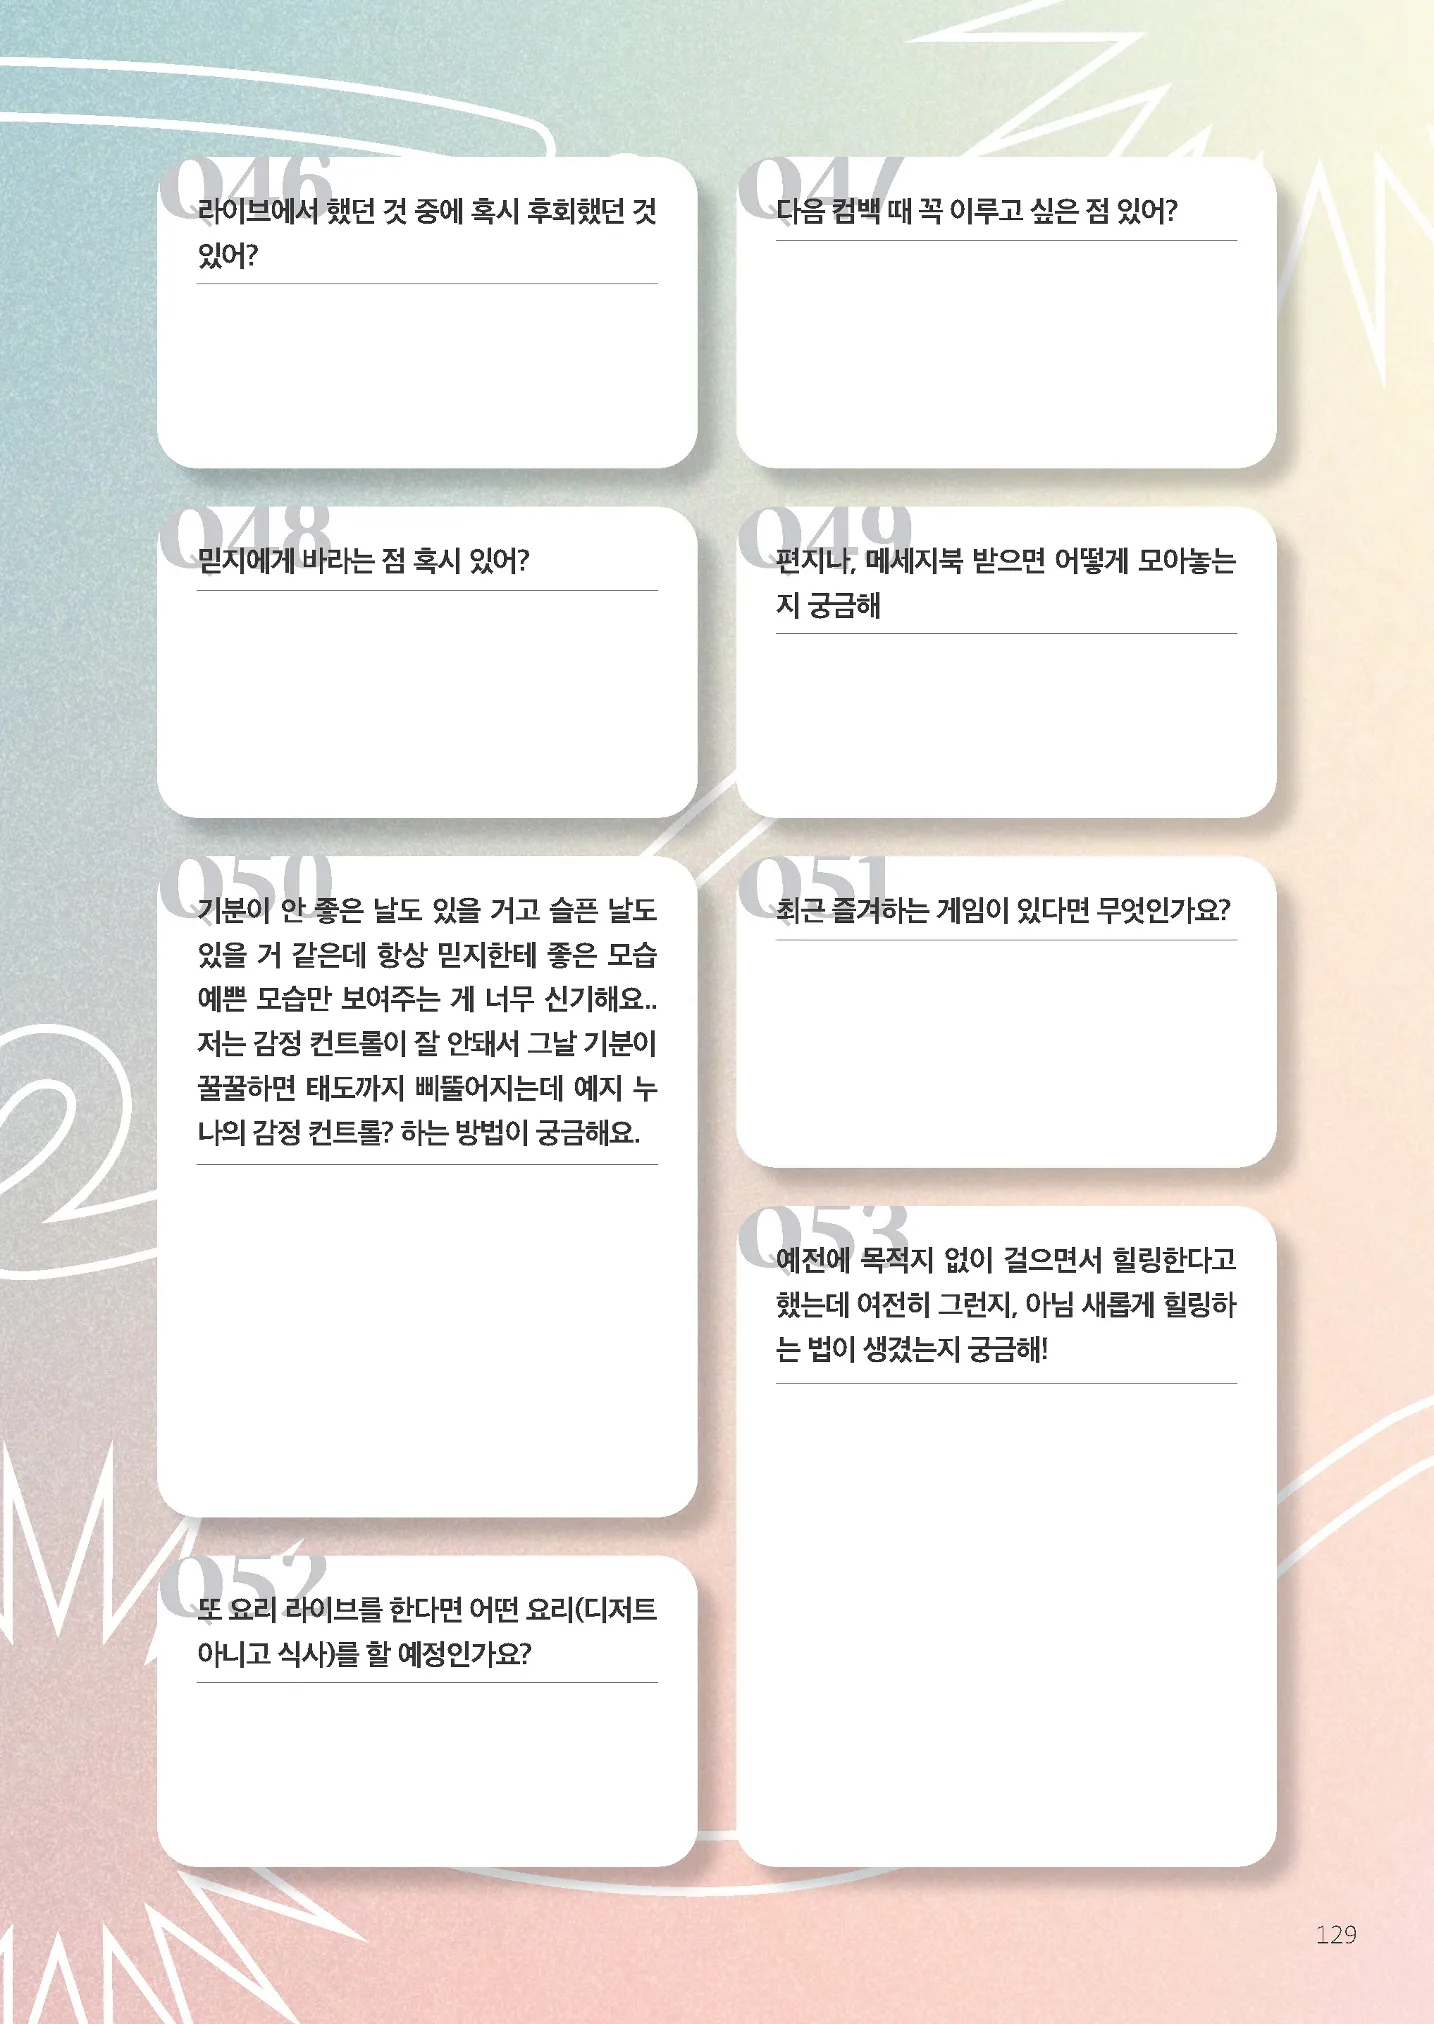 Q46
라이브에서 했던 것 중에 혹시 후회했던 것
있어?
Q47
다음 컴백 때 꼭 이루고 싶은 점 있어?
Q48
믿지에게 바라는 점 혹시 있어?
Q49
편지나, 메세지북 받으면 어떻게 모아놓는
지 궁금해
Q50
기분이 안 좋은 날도 있을 거고 슬픈 날도
있을 거 같은데 항상 믿지한테 좋은 모습
예쁜 모습만 보여주는 게 너무 신기해요..
저는 감정 컨트롤이 잘 안돼서 그날 기분이
꿀꿀하면 태도까지 삐뚤어지는데 예지 누
나의 감정 컨트롤? 하는 방법이 궁금해요.
Q51
최근 즐겨하는 게임이 있다면 무엇인가요?
Q52
또 요리 라이브를 한다면 어떤 요리(디저트
아니고 식사)를 할 예정인가요?
Q53
예전에 목적지 없이 걸으면서 힐링한다고
했는데 여전히 그런지, 아님 새롭게 힐링하
는 법이 생겼는지 궁금해!
129